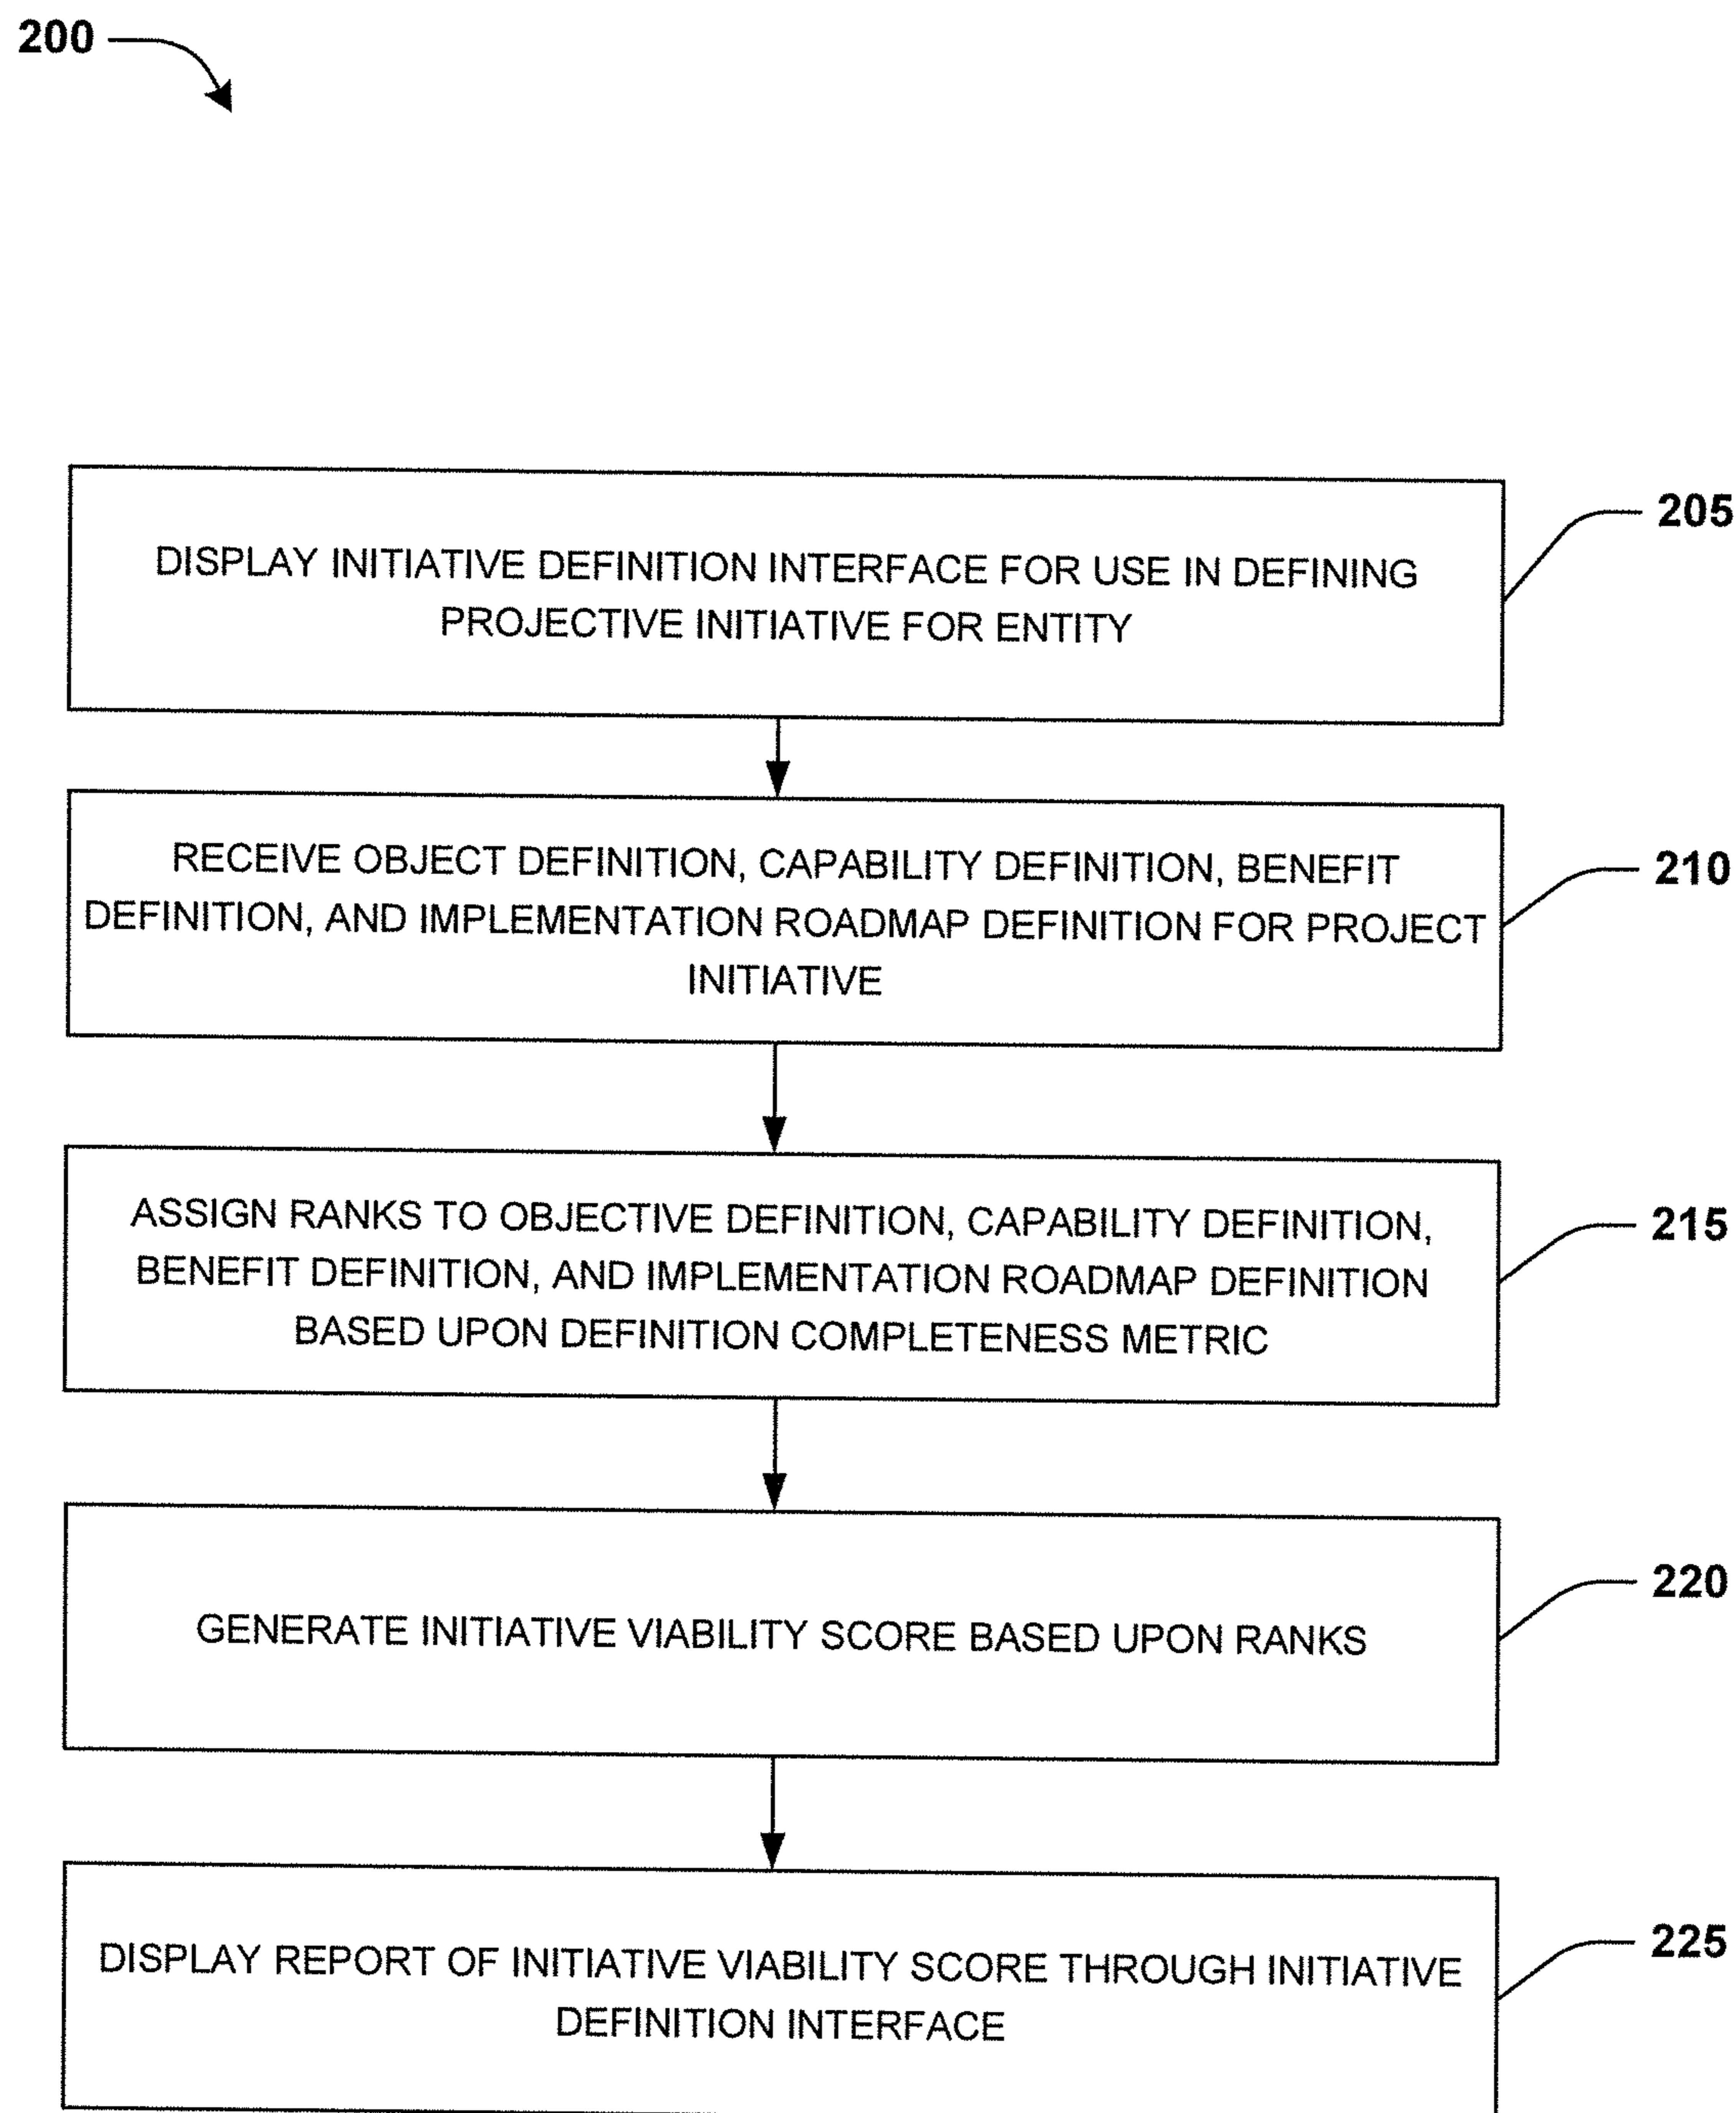 200
DISPLAY INITIATIVE DEFINITION INTERFACE FOR USE IN DEFINING
PROJECTIVE INITIATIVE FOR ENTITY
205
RECEIVE OBJECT DEFINITION, CAPABILITY DEFINITION, BENEFIT
DEFINITION, AND IMPLEMENTATION ROADMAP DEFINITION FOR PROJECT
INITIATIVE
210
ASSIGN RANKS TO OBJECTIVE DEFINITION, CAPABILITY DEFINITION,
BENEFIT DEFINITION, AND IMPLEMENTATION ROADMAP DEFINITION
BASED UPON DEFINITION COMPLETENESS METRIC
215
GENERATE INITIATIVE VIABILITY SCORE BASED UPON RANKS
220
DISPLAY REPORT OF INITIATIVE VIABILITY SCORE THROUGH INITIATIVE
DEFINITION INTERFACE
225